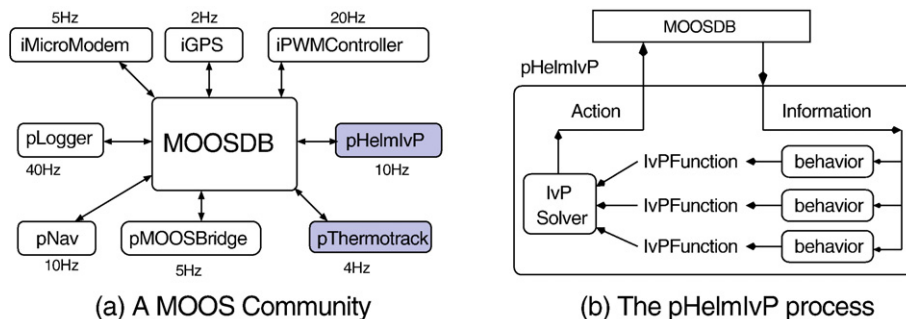 5Hz
2Hz
20Hz
iMicroModem
iGPS
iPWMController
pLogger
40Hz
MOOSDB
pHelmIvP
10Hz
pNav
10Hz
pMOOSBridge
5Hz
pThermotrack
4Hz
(a) A MOOS Community
MOOSDB
pHelmIvP
Action
Information
IvP
Solver
IvPFunction
behavior
IvPFunction
behavior
IvPFunction
behavior
(b) The pHelmIvP process